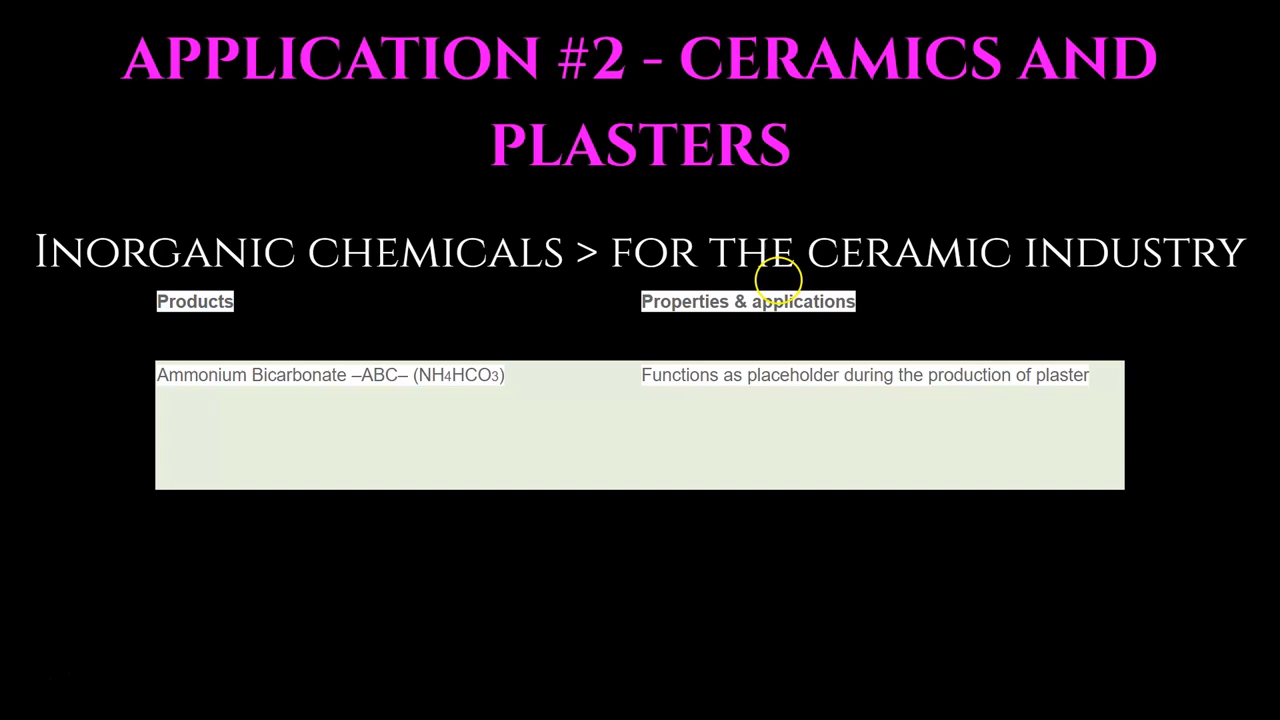 APPLICATION #2 - CERAMICS AND
PLASTERS
INORGANIC CHEMICALS > FOR THE CERAMIC INDUSTRY
Products Properties & applications
Ammonium Bicarbonate –ABC– (NH4HCO3) Functions as placeholder during the production of plaster